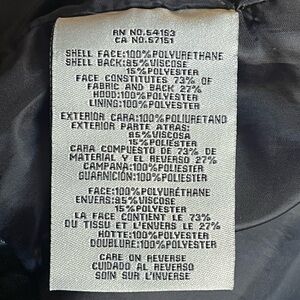 RN NO.54163
CA NO.57151
SHELL FACE:100%POLYURETHANE
SHELL BACK:85%VISCOSE
15%POLYESTER
FACE CONSTITUTES 73% OF
FABRIC AND BACK 27%
HOOD:100%POLYESTER
LINING:100%POLYESTER
EXTERIOR CARA:100%POLIURETANO
EXTERIOR PARTE ATRAS:
85%VISCOSA
15%POLIESTER
CARA COMPUESTO DE 73% DE
MATERIAL Y EL REVERSO 27%
CAMPANA:100%POLIESTER
GUARNICIÓN:100%POLIESTER
FACE:100%POLYURÉTHANE
ENVERS:85%VISCOSE
15%POLYESTER
LA FACE CONTIENT LE 73%
DU TISSU ET L'ENVERS LE 27%
HOTTE:100%POLYESTER
DOUBLURE:100%POLYESTER
CARE ON REVERSE
CUIDADO AL REVERSO
SOIN SUR L'INVERSE